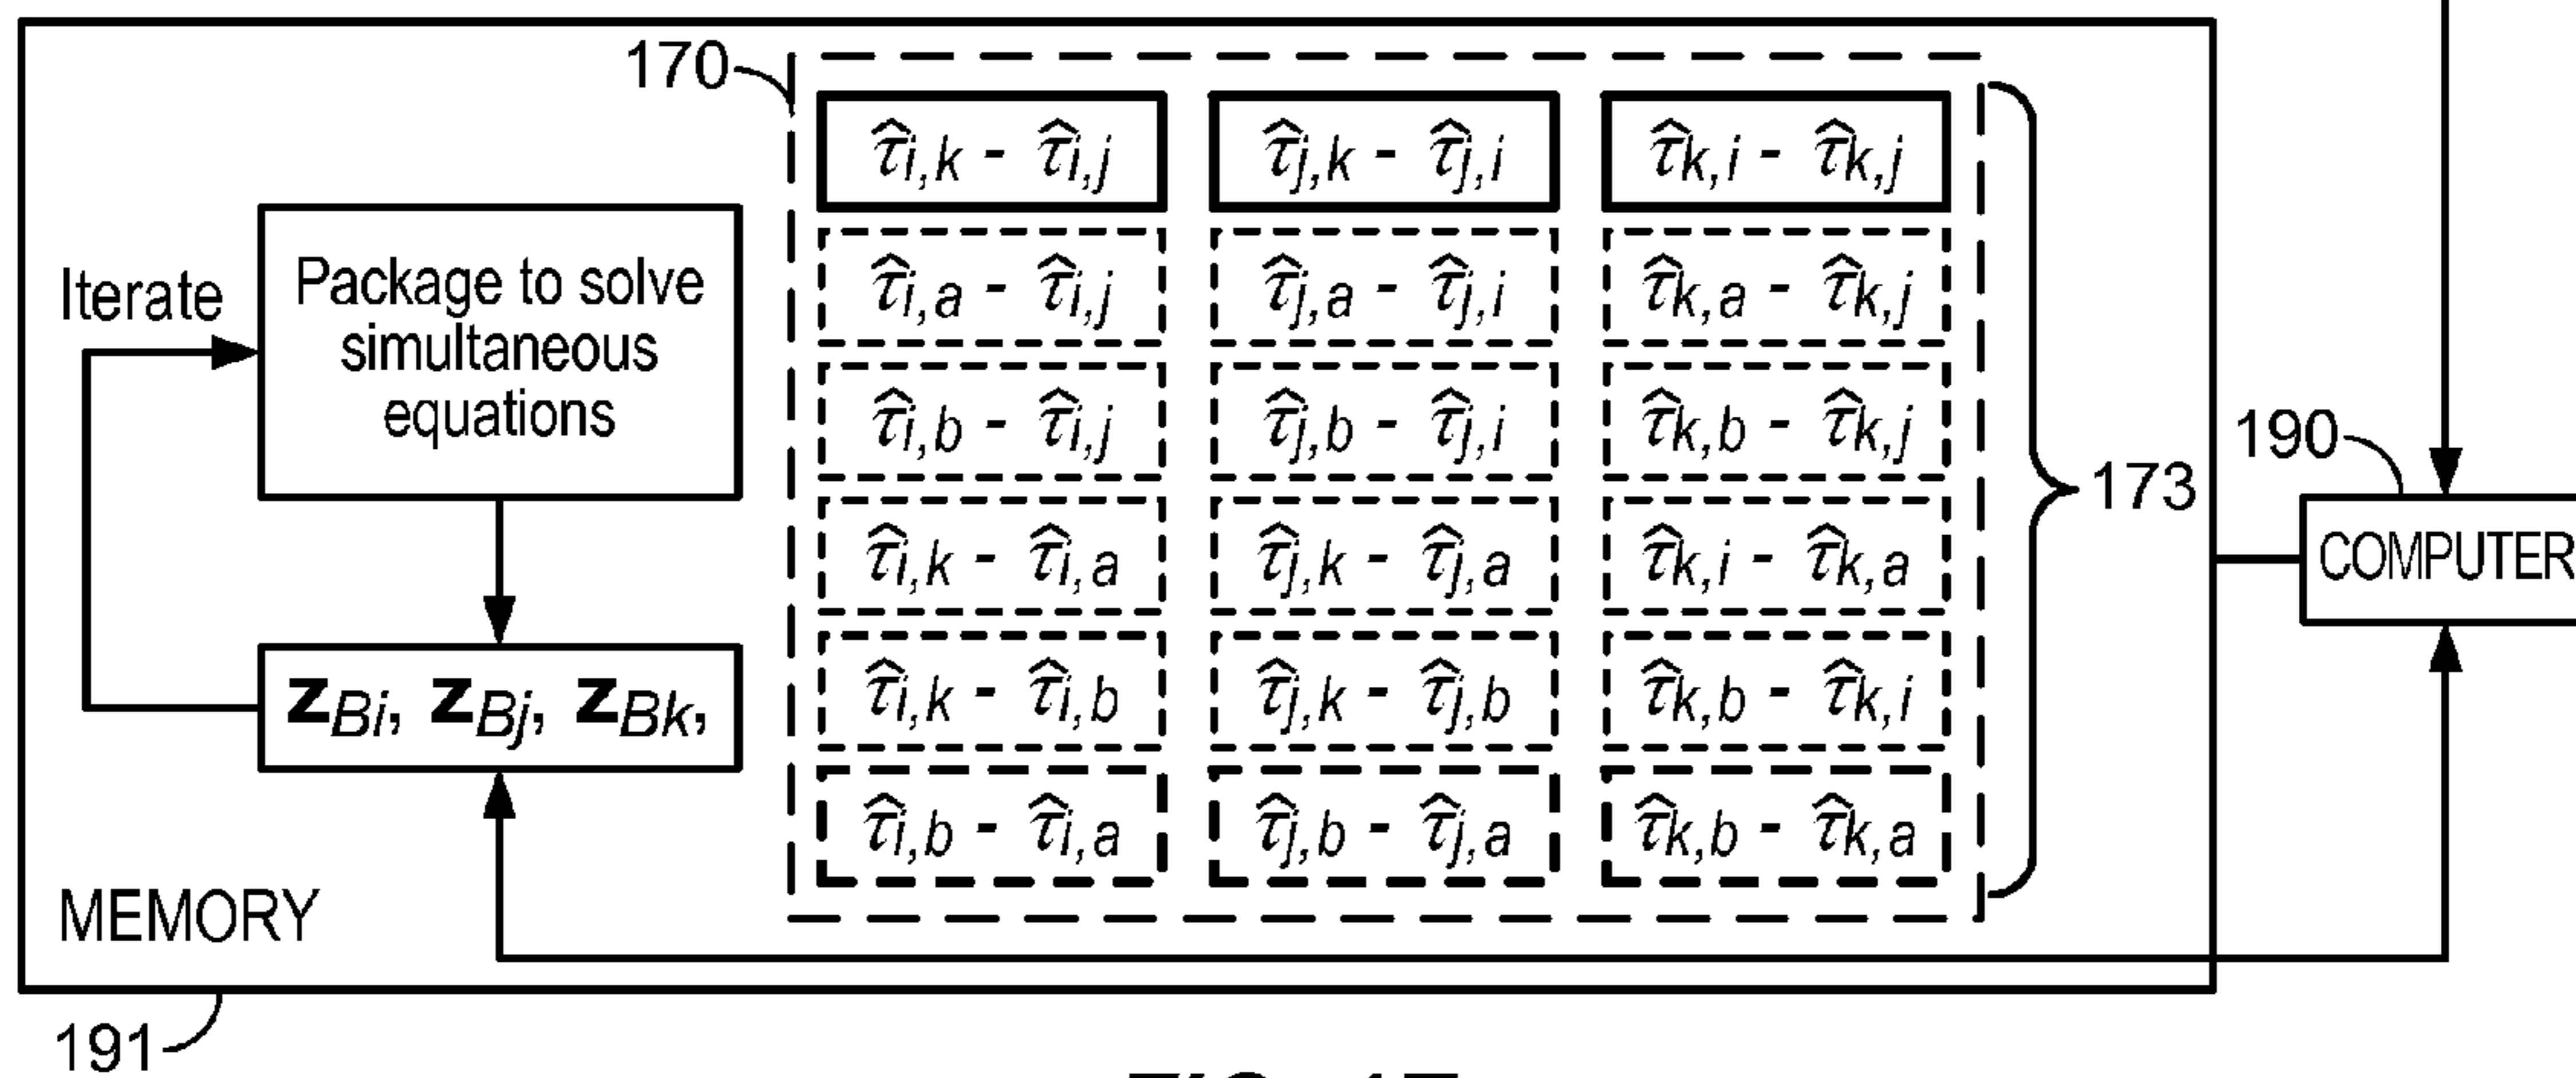 170
τ̂i,k - τ̂i,j
τ̂j,k - τ̂j,i
τ̂k,i - τ̂k,j
τ̂i,a - τ̂i,j
τ̂j,a - τ̂j,i
τ̂k,a - τ̂k,j
τ̂i,b - τ̂i,j
τ̂j,b - τ̂j,i
τ̂k,b - τ̂k,j
τ̂i,k - τ̂i,a
τ̂j,k - τ̂j,a
τ̂k,i - τ̂k,a
τ̂i,k - τ̂i,b
τ̂j,k - τ̂j,b
τ̂k,b - τ̂k,i
τ̂i,b - τ̂i,a
τ̂j,b - τ̂j,a
τ̂k,b - τ̂k,a
173
Iterate
Package to solve
simultaneous
equations
zBi, zBj, zBk,
MEMORY
191
190
COMPUTER